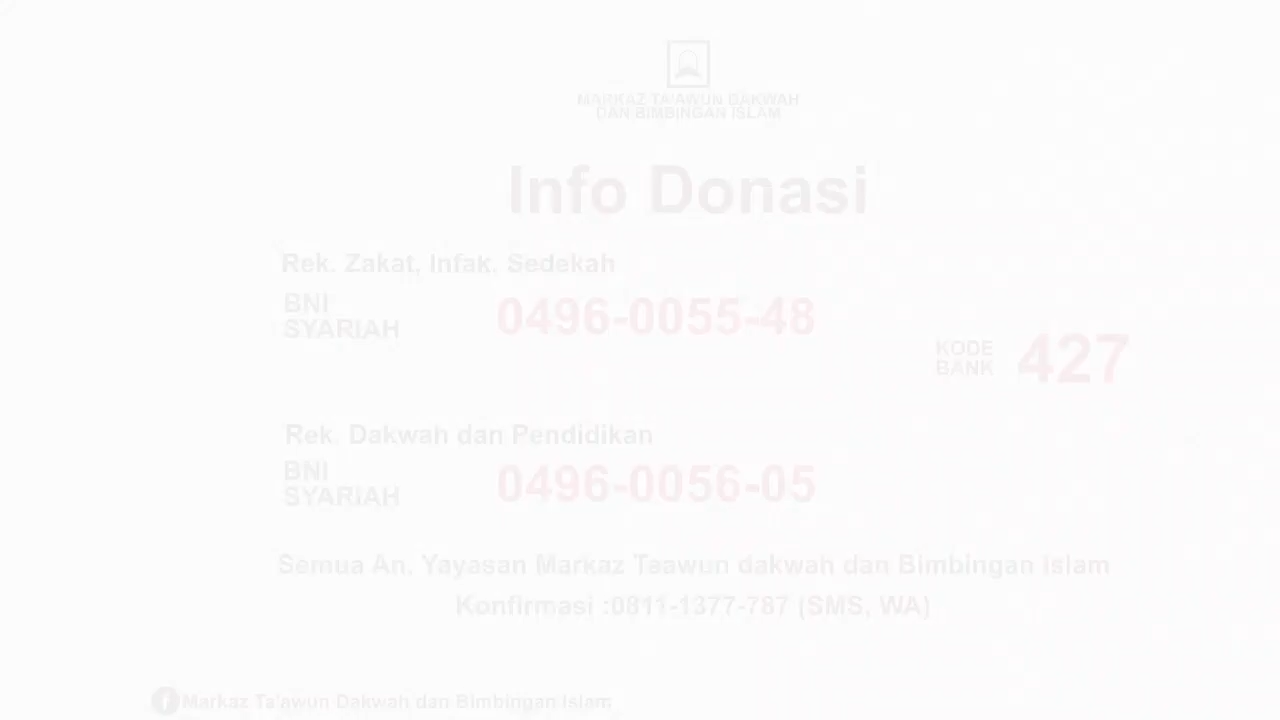 MARKAZ TA'AWUN DAKWAH
DAN BIMBINGAN ISLAM
Info Donasi
Rek. Zakat, Infak. Sedekah
BNI
SYARIAH
0496-0055-48
KODE
BANK
427
Rek. Dakwah dan Pendidikan
BNI
SYARIAH
0496-0056-05
Semua An. Yayasan Markaz Taawun dakwah dan Bimbingan Islam
Konfirmasi :0811-1377-787 (SMS, WA)
Markaz Ta'awun Dakwah dan Bimbingan Islam